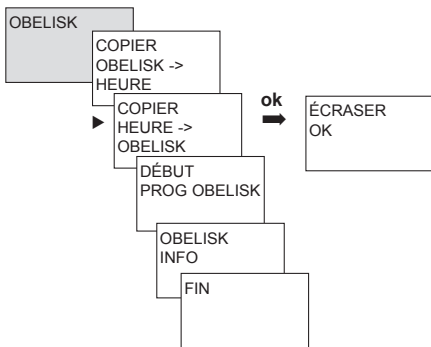 OBELISK
COPIER
OBELISK ->
HEURE
COPIER
HEURE ->
OBELISK
ok
ÉCRASER
OK
DÉBUT
PROG OBELISK
OBELISK
INFO
FIN